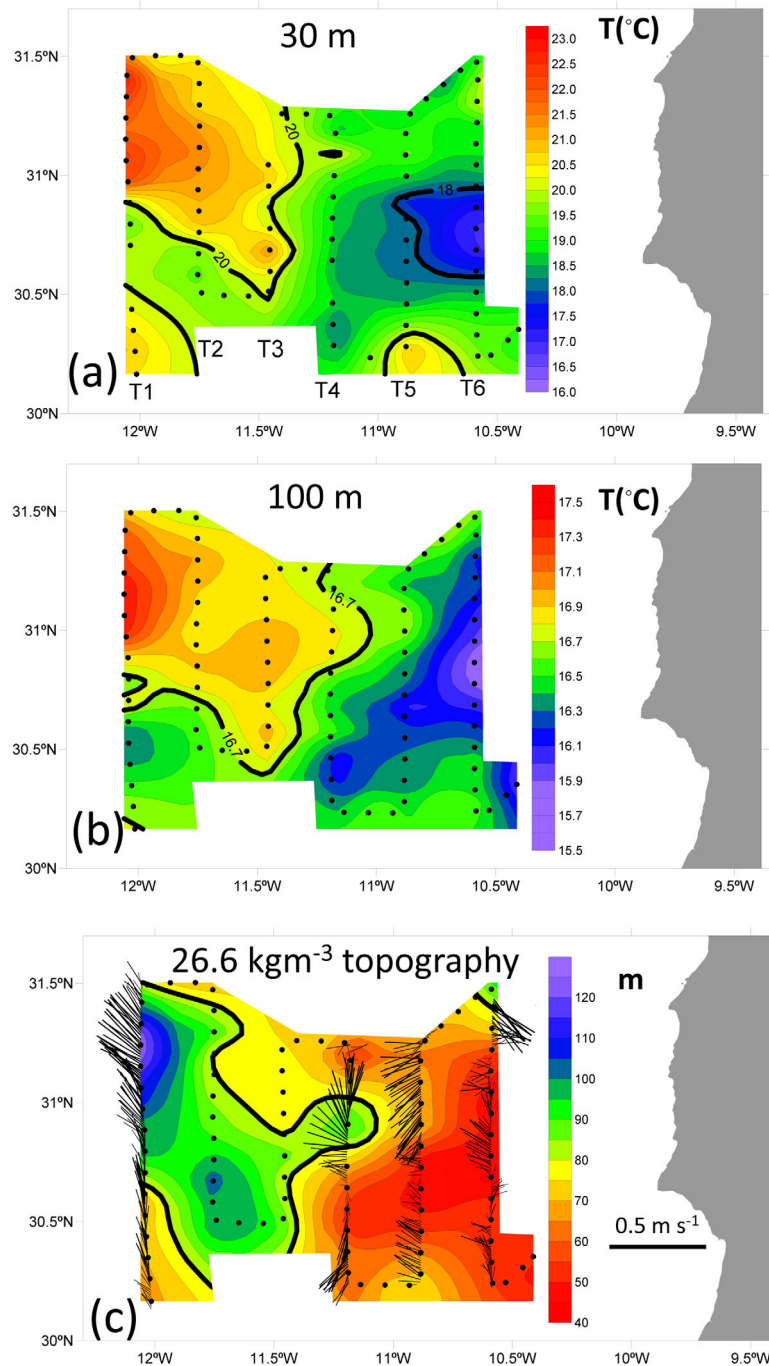 30 m
T(°C)
31.5ºN
31ºN
30.5ºN
30ºN
20
20
18
23.0
22.5
22.0
21.5
21.0
20.5
20.0
19.5
19.0
18.5
18.0
17.5
17.0
16.5
16.0
(a)
T1
T2
T3
T4
T5
T6
12ºW
11.5ºW
11ºW
10.5ºW
10ºW
9.5ºW
100 m
T(°C)
31.5ºN
31ºN
30.5ºN
30ºN
16.7
16.7
17.5
17.3
17.1
16.9
16.7
16.5
16.3
16.1
15.9
15.7
15.5
(b)
12ºW
11.5ºW
11ºW
10.5ºW
10ºW
9.5ºW
26.6 kgm-3 topography
m
31.5ºN
31ºN
30.5ºN
30ºN
120
110
100
90
80
70
60
50
40
0.5 m s-1
(c)
12ºW
11.5ºW
11ºW
10.5ºW
10ºW
9.5ºW